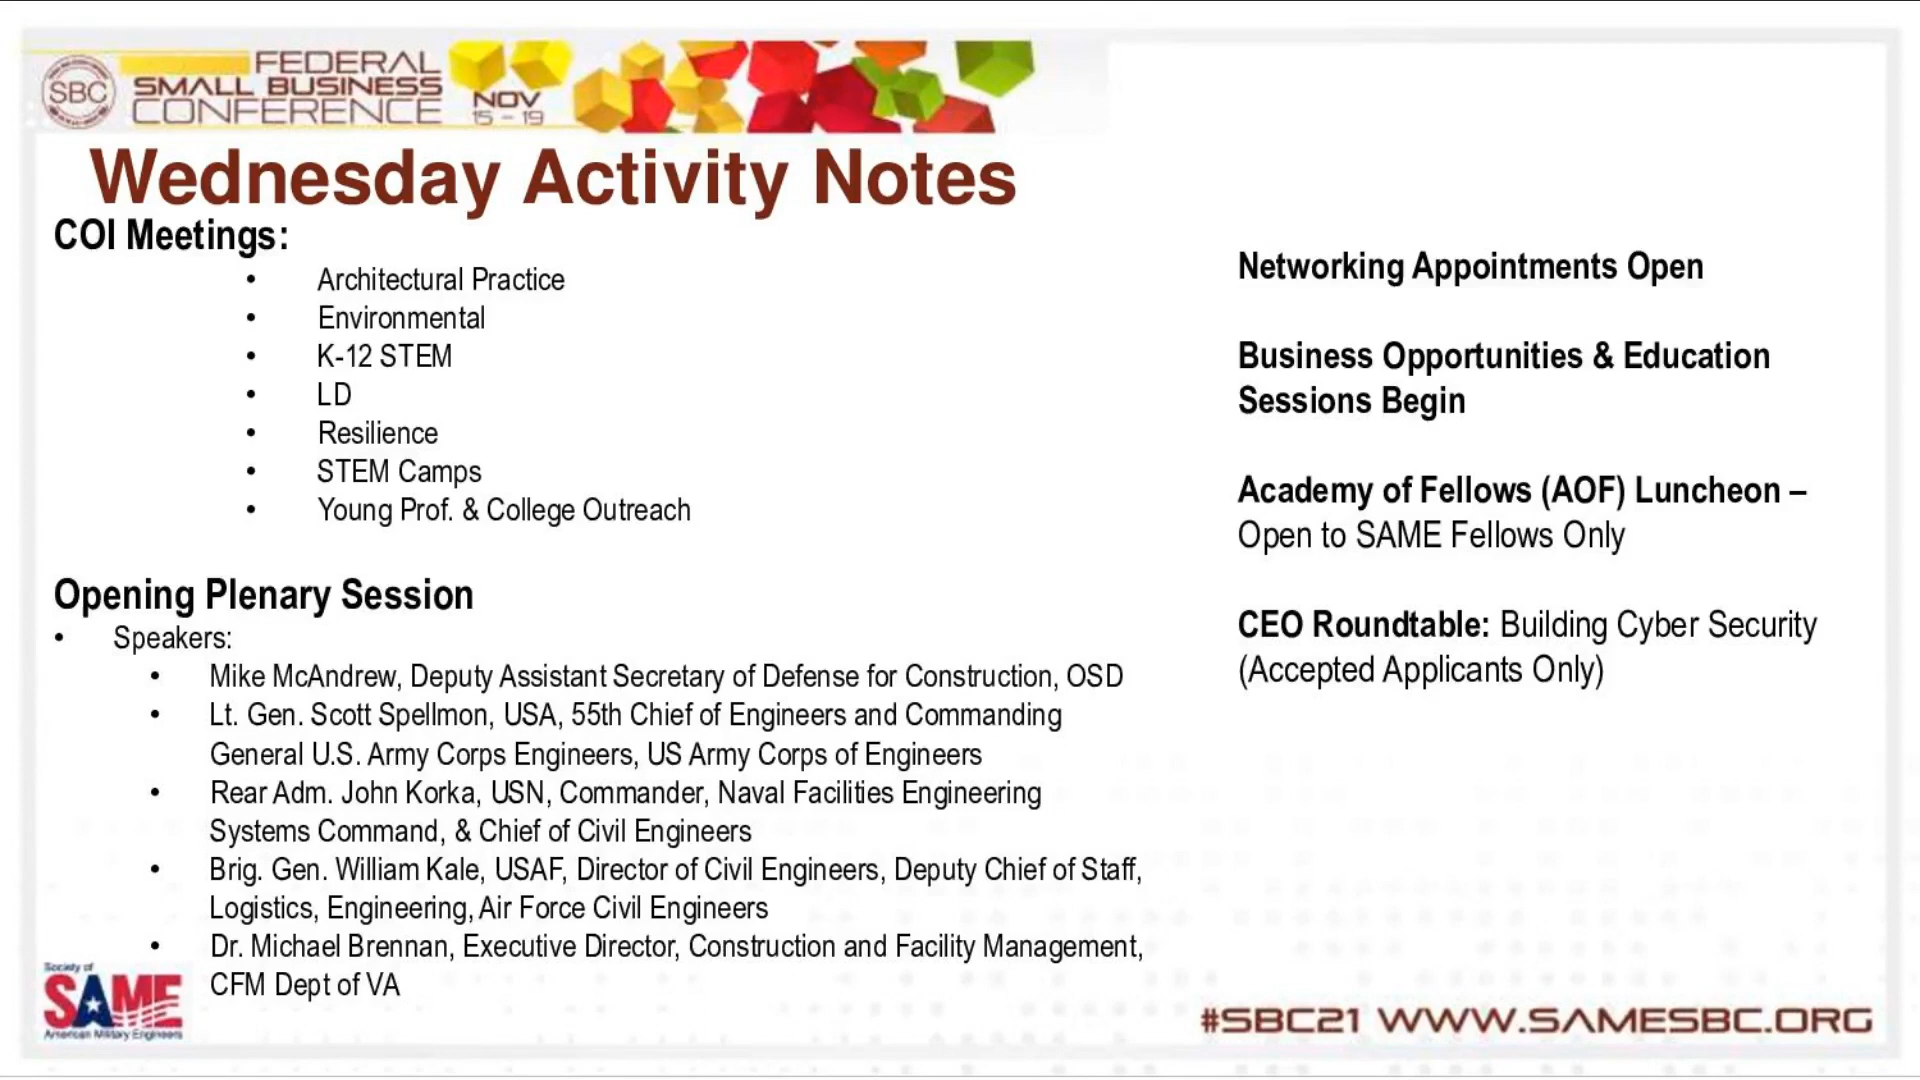 SBC
FEDERAL
SMALL BUSINESS
CONFERENCE
NOV
15 - 19
Wednesday Activity Notes
COI Meetings:
• Architectural Practice
• Environmental
• K-12 STEM
• LD
• Resilience
• STEM Camps
• Young Prof. & College Outreach
Opening Plenary Session
• Speakers:
• Mike McAndrew, Deputy Assistant Secretary of Defense for Construction, OSD
• Lt. Gen. Scott Spellmon, USA, 55th Chief of Engineers and Commanding
General U.S. Army Corps Engineers, US Army Corps of Engineers
• Rear Adm. John Korka, USN, Commander, Naval Facilities Engineering
Systems Command, & Chief of Civil Engineers
• Brig. Gen. William Kale, USAF, Director of Civil Engineers, Deputy Chief of Staff,
Logistics, Engineering, Air Force Civil Engineers
• Dr. Michael Brennan, Executive Director, Construction and Facility Management,
CFM Dept of VA
Networking Appointments Open
Business Opportunities & Education
Sessions Begin
Academy of Fellows (AOF) Luncheon –
Open to SAME Fellows Only
CEO Roundtable: Building Cyber Security
(Accepted Applicants Only)
Society of
SAME
American Military Engineers
#SBC21 WWW.SAMESBC.ORG